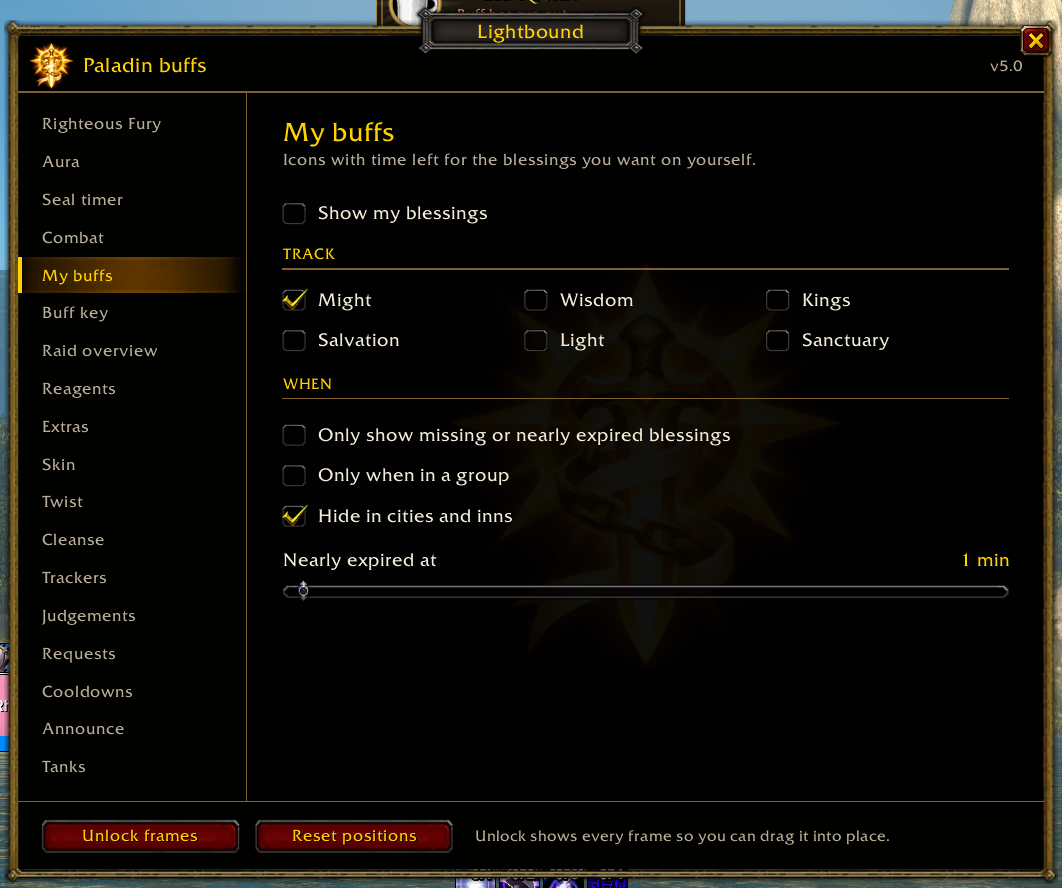 Lightbound
Paladin buffs
v5.0
Righteous Fury
Aura
Seal timer
Combat
My buffs
Buff key
Raid overview
Reagents
Extras
Skin
Twist
Cleanse
Trackers
Judgements
Requests
Cooldowns
Announce
Tanks
My buffs
Icons with time left for the blessings you want on yourself.
Show my blessings
TRACK
Might Wisdom Kings
Salvation Light Sanctuary
WHEN
Only show missing or nearly expired blessings
Only when in a group
Hide in cities and inns
Nearly expired at 1 min
Unlock frames Reset positions Unlock shows every frame so you can drag it into place.